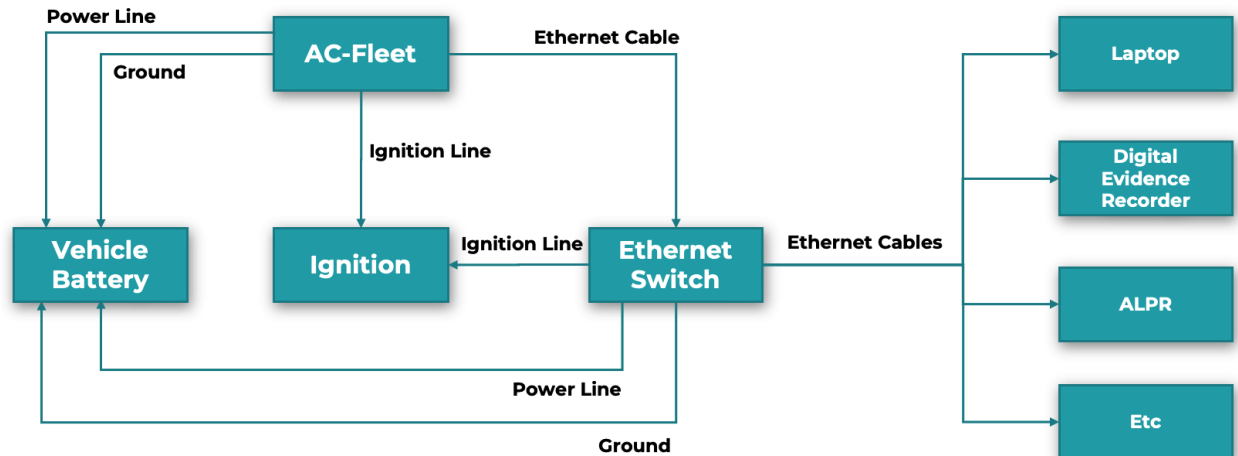 Power Line
AC-Fleet
Ethernet Cable
Ground
Laptop
Ignition Line
Digital
Evidence
Recorder
Vehicle
Battery
Ignition
Ignition Line
Ethernet
Switch
Ethernet Cables
ALPR
Power Line
Ground
Etc